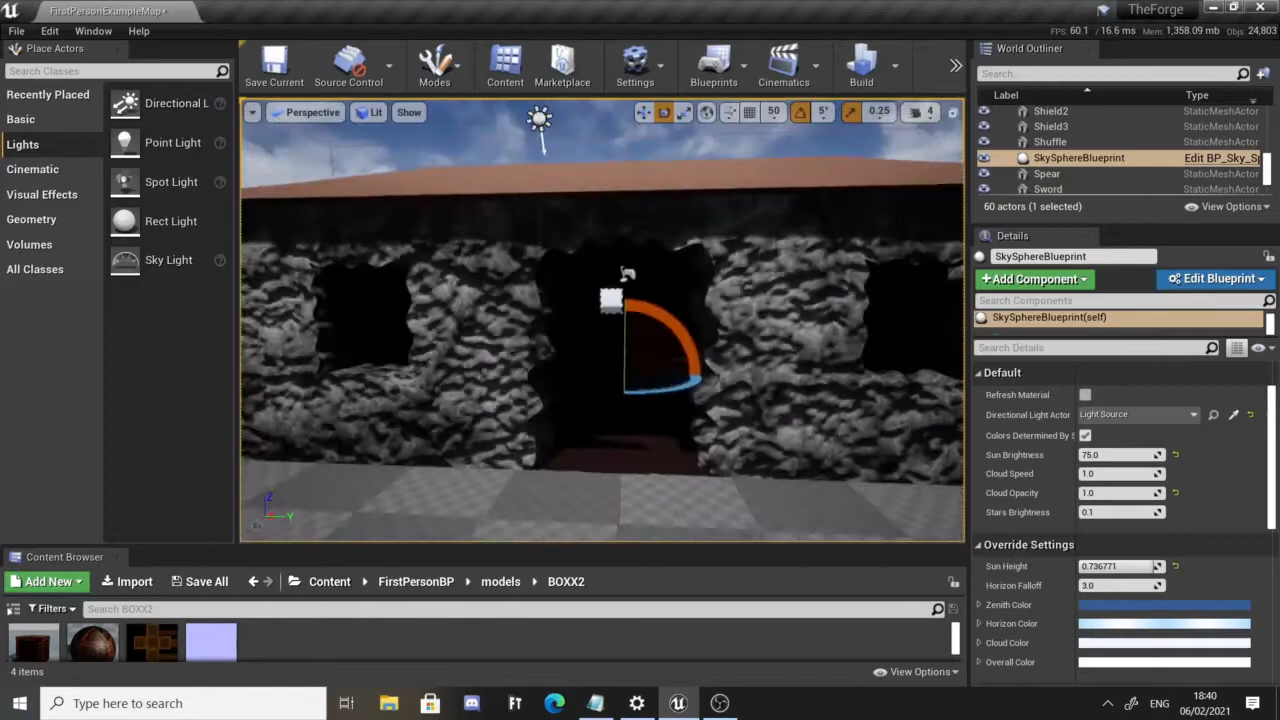 FirstPersonExampleMap•
TheForge
File Edit Window Help
FPS: 60.1 / 16.6 ms Mem: 1,358.09 mb Objs: 24,803
Place Actors
Search Classes
Recently Placed
Basic
Lights
Cinematic
Visual Effects
Geometry
Volumes
All Classes
Directional L
Point Light
Spot Light
Rect Light
Sky Light
Save Current Source Control Modes Content Marketplace Settings Blueprints Cinematics Build
Perspective Lit Show 50 5° 0.25 4
Z
Y
World Outliner
Search...
Label Type
Shield2 StaticMeshActor
Shield3 StaticMeshActor
Shuffle StaticMeshActor
SkySphereBlueprint Edit BP_Sky_Sp
Spear StaticMeshActor
Sword StaticMeshActor
60 actors (1 selected) View Options
Details
SkySphereBlueprint
+Add Component Edit Blueprint
Search Components
SkySphereBlueprint(self)
Search Details
Default
Refresh Material
Directional Light Actor Light Source
Colors Determined By S
Sun Brightness 75.0
Cloud Speed 1.0
Cloud Opacity 1.0
Stars Brightness 0.1
Override Settings
Sun Height 0.736771
Horizon Falloff 3.0
Zenith Color
Horizon Color
Cloud Color
Overall Color
Content Browser
Add New Import Save All Content FirstPersonBP models BOXX2
Filters Search BOXX2
4 items View Options
Type here to search
ENG
18:40
06/02/2021